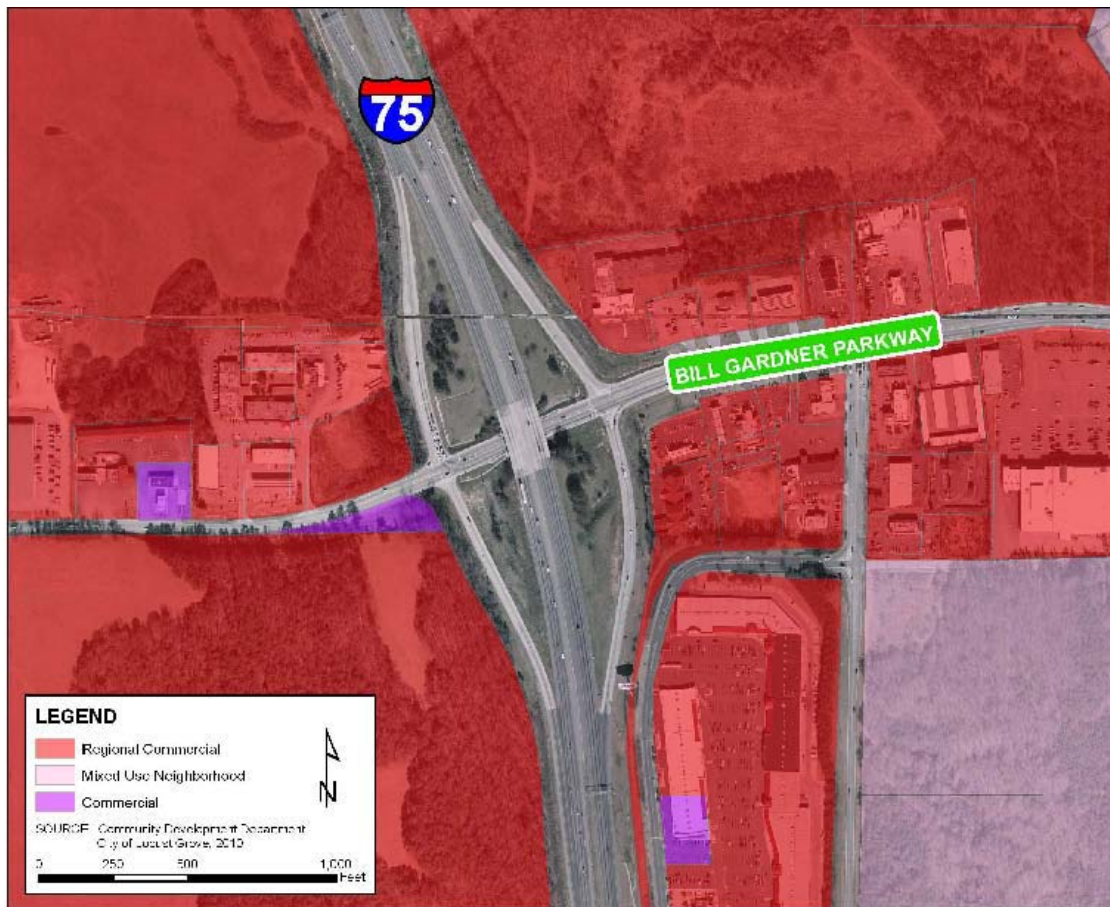 75
BILL GARDNER PARKWAY
LEGEND
Regional Commercial
Mixed Use Neighborhood
Commercial
SOURCE: Community Development Department
City of Locust Grove, 2010
N
0 250 500 1,000
Feet